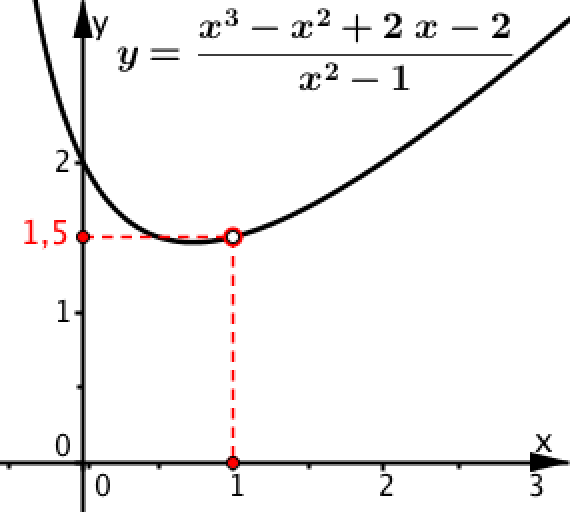 y
y = (x³ − x² + 2 x − 2) / (x² − 1)
2
1,5
1
0
x
0 1 2 3